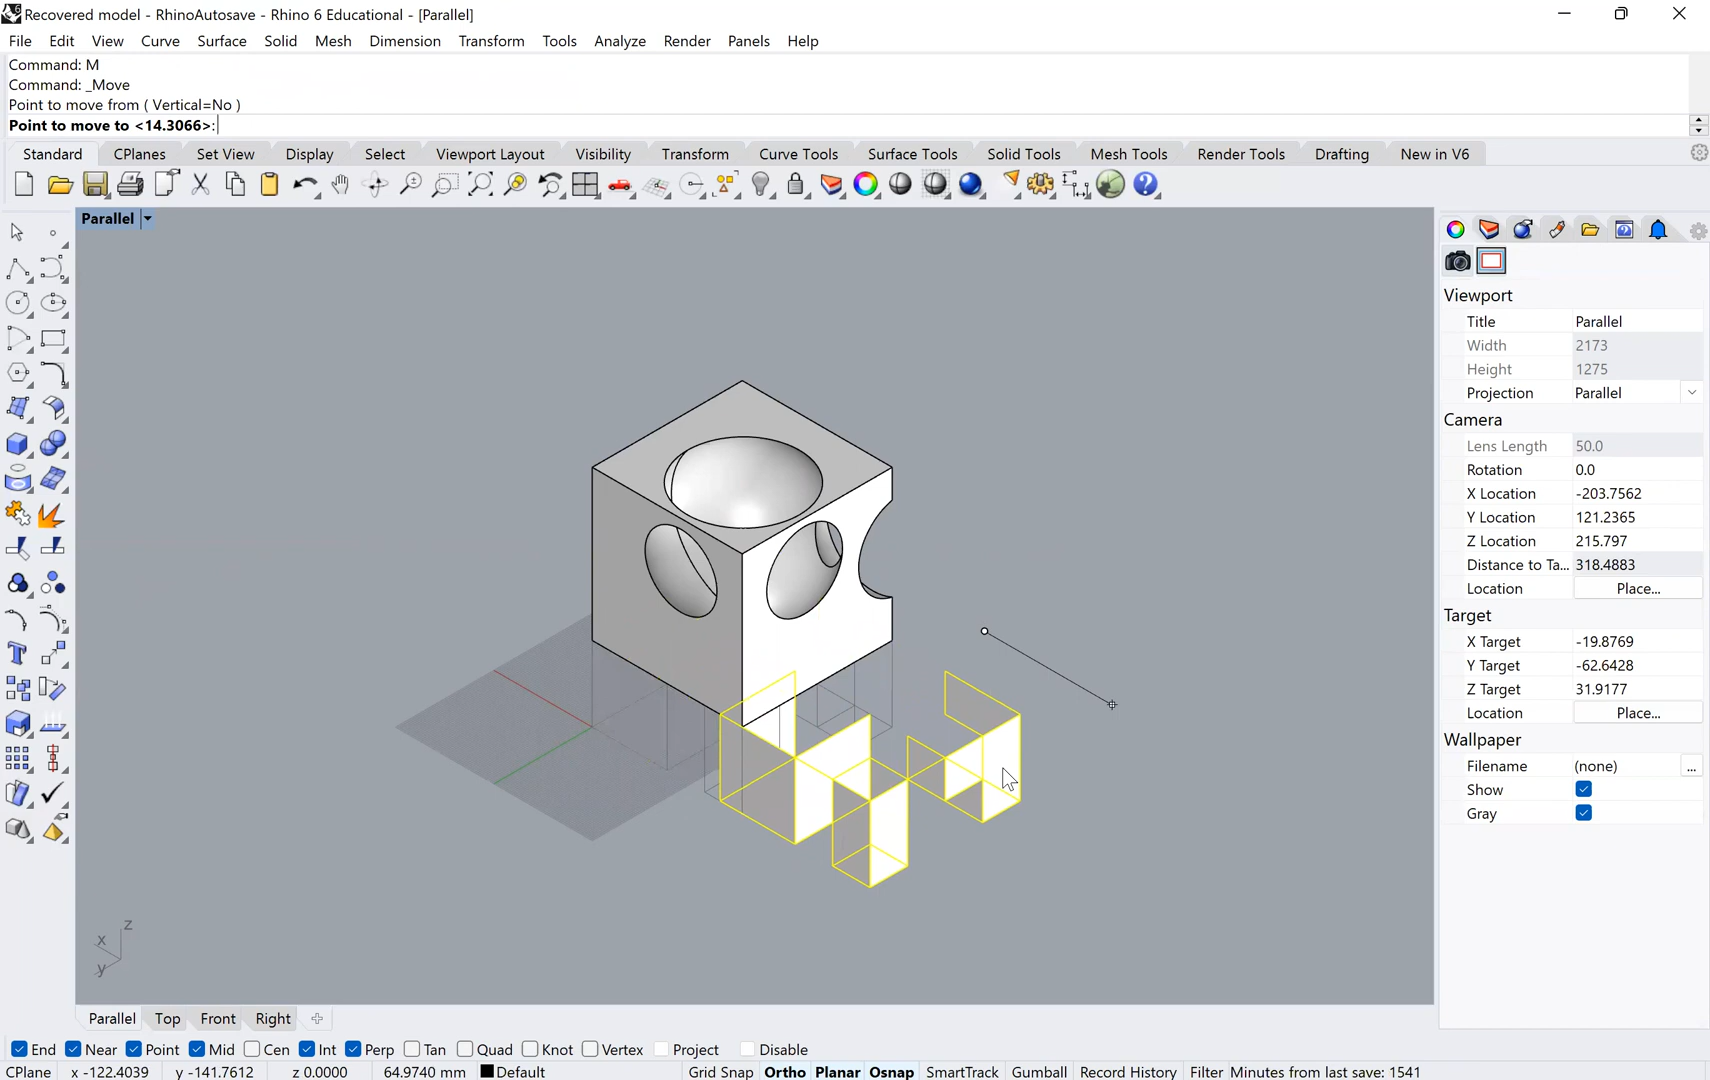 Recovered model - RhinoAutosave - Rhino 6 Educational - [Parallel]
File Edit View Curve Surface Solid Mesh Dimension Transform Tools Analyze Render Panels Help
Command: M
Command: _Move
Point to move from ( Vertical=No )
Point to move to <14.3066>:
Standard CPlanes Set View Display Select Viewport Layout Visibility Transform Curve Tools Surface Tools Solid Tools Mesh Tools Render Tools Drafting New in V6
Parallel
Viewport
Title Parallel
Width 2173
Height 1275
Projection Parallel
Camera
Lens Length 50.0
Rotation 0.0
X Location -203.7562
Y Location 121.2365
Z Location 215.797
Distance to Ta... 318.4883
Location Place...
Target
X Target -19.8769
Y Target -62.6428
Z Target 31.9177
Location Place...
Wallpaper
Filename (none) ...
Show
Gray
z
x
y
Parallel Top Front Right
End Near Point Mid Cen Int Perp Tan Quad Knot Vertex Project Disable
CPlane x -122.4039 y -141.7612 z 0.0000 64.9740 mm Default Grid Snap Ortho Planar Osnap SmartTrack Gumball Record History Filter Minutes from last save: 1541